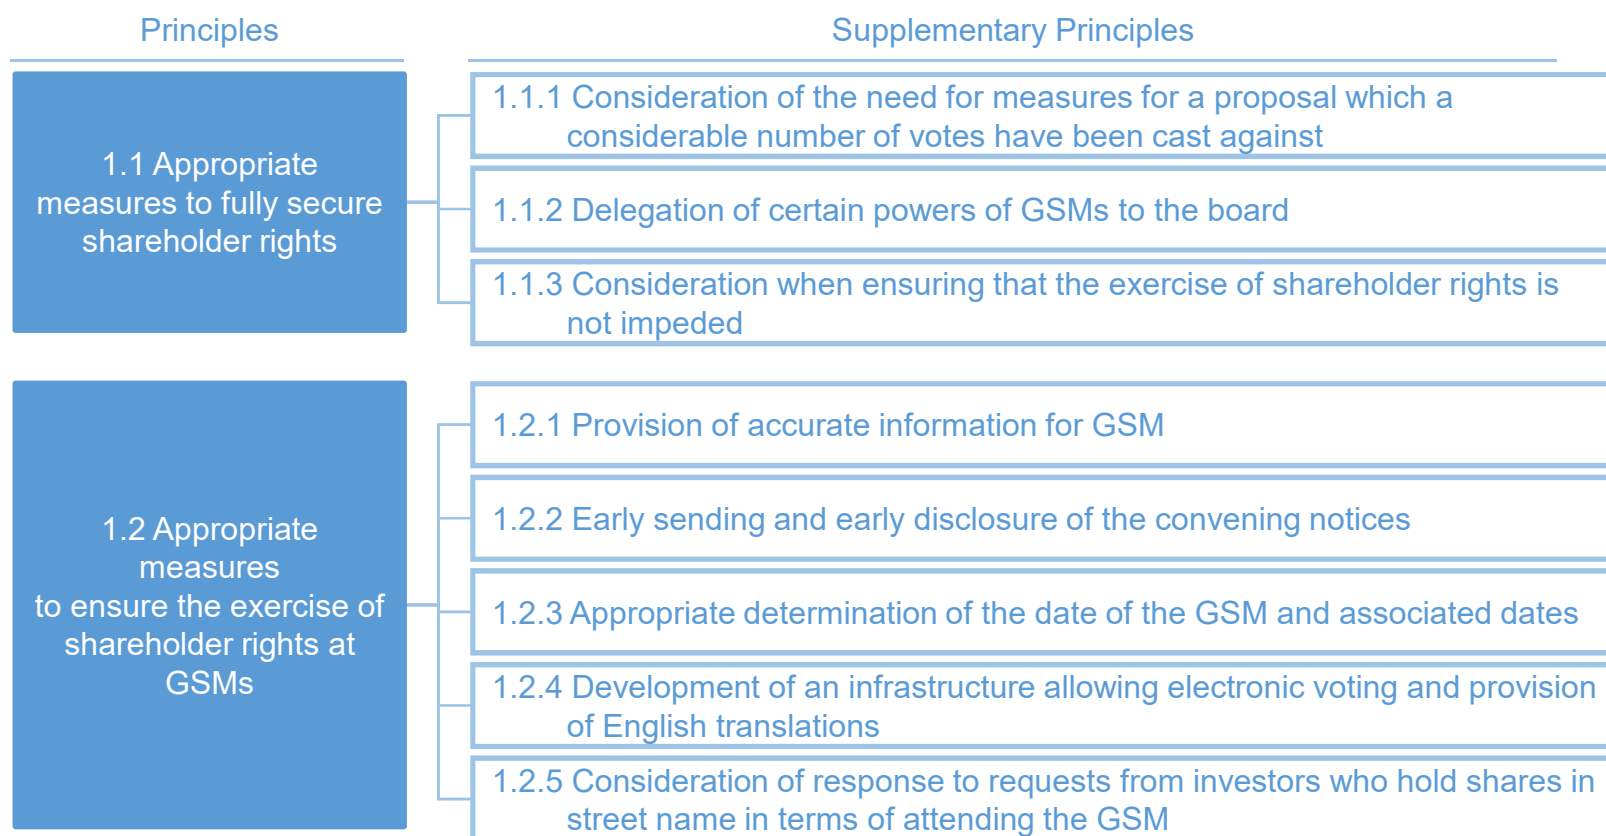 Principles
Supplementary Principles
1.1 Appropriate
measures to fully secure
shareholder rights
1.1.1 Consideration of the need for measures for a proposal which a
considerable number of votes have been cast against
1.1.2 Delegation of certain powers of GSMs to the board
1.1.3 Consideration when ensuring that the exercise of shareholder rights is
not impeded
1.2 Appropriate
measures
to ensure the exercise of
shareholder rights at
GSMs
1.2.1 Provision of accurate information for GSM
1.2.2 Early sending and early disclosure of the convening notices
1.2.3 Appropriate determination of the date of the GSM and associated dates
1.2.4 Development of an infrastructure allowing electronic voting and provision
of English translations
1.2.5 Consideration of response to requests from investors who hold shares in
street name in terms of attending the GSM